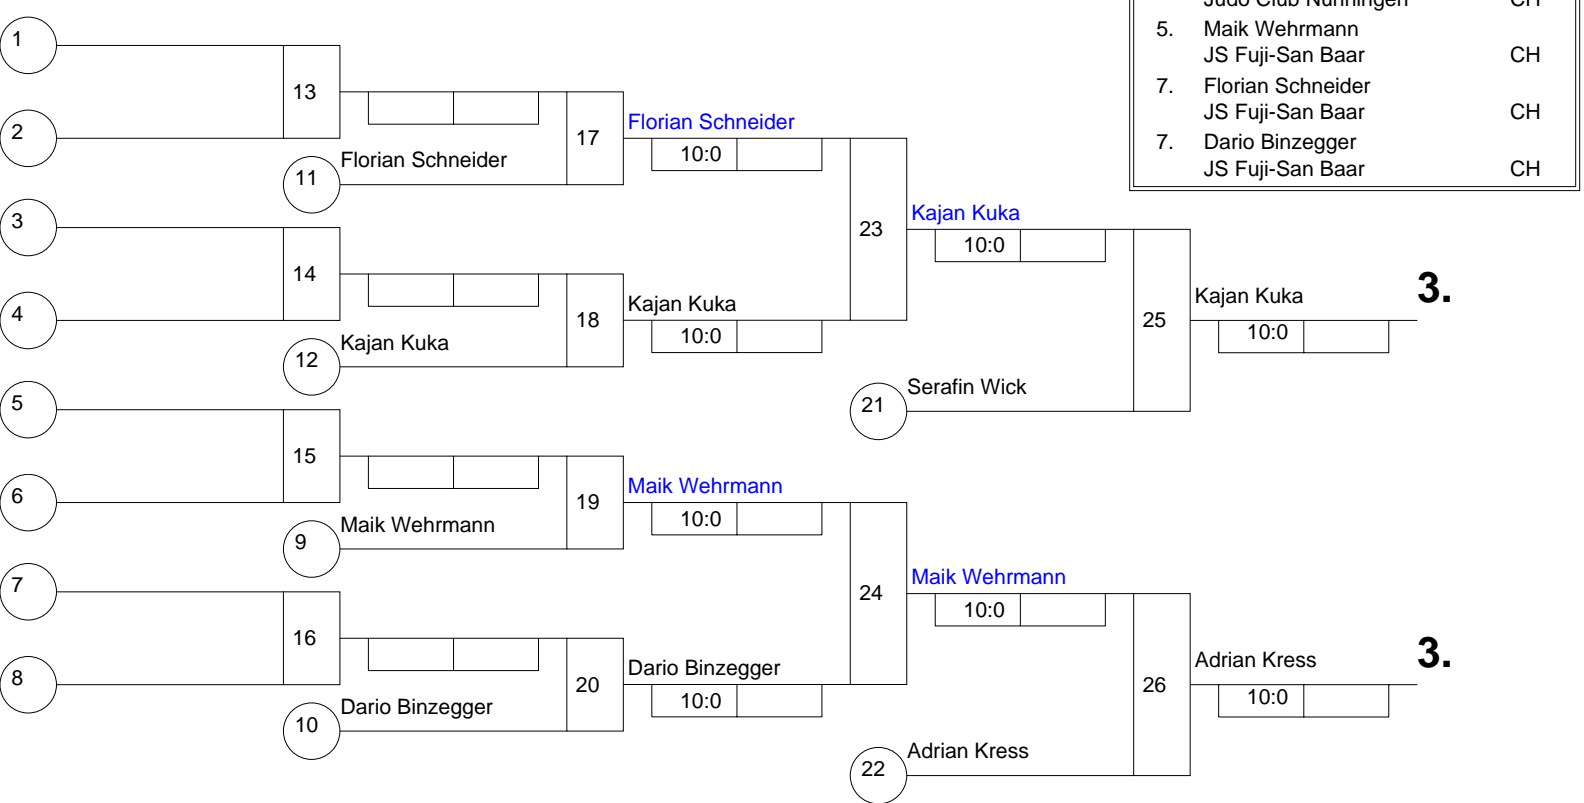 Judo Club Nunningen CH
5. Maik Wehrmann
JS Fuji-San Baar CH
7. Florian Schneider
JS Fuji-San Baar CH
7. Dario Binzegger
JS Fuji-San Baar CH
1
13
2
17
Florian Schneider
10:0
11
Florian Schneider
3
23
Kajan Kuka
10:0
14
4
18
Kajan Kuka
10:0
12
Kajan Kuka
25
Kajan Kuka
10:0
3.
21
Serafin Wick
5
15
6
19
Maik Wehrmann
10:0
9
Maik Wehrmann
7
24
Maik Wehrmann
10:0
16
8
20
Dario Binzegger
10:0
10
Dario Binzegger
26
Adrian Kress
10:0
3.
22
Adrian Kress